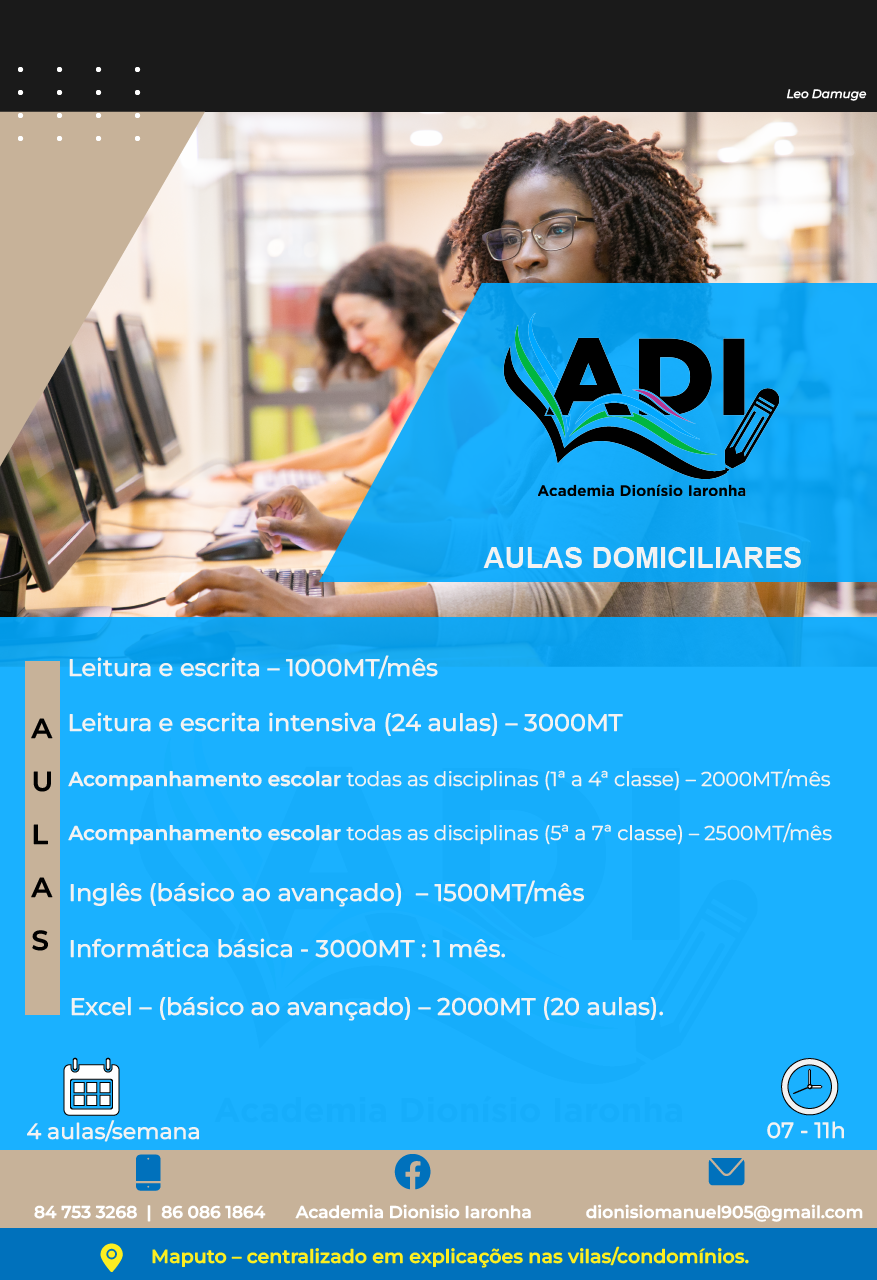 Leo Damuge
ADI
Academia Dionísio Iaronha
AULAS DOMICILIARES
AULAS
Leitura e escrita – 1000MT/mês
Leitura e escrita intensiva (24 aulas) – 3000MT
Acompanhamento escolar todas as disciplinas (1ª a 4ª classe) – 2000MT/mês
Acompanhamento escolar todas as disciplinas (5ª a 7ª classe) – 2500MT/mês
Inglês (básico ao avançado) – 1500MT/mês
Informática básica - 3000MT : 1 mês.
Excel – (básico ao avançado) – 2000MT (20 aulas).
ADI
Academia Dionísio Iaronha
4 aulas/semana
07 - 11h
84 753 3268 | 86 086 1864
Academia Dionisio Iaronha
dionisiomanuel905@gmail.com
Maputo – centralizado em explicações nas vilas/condomínios.